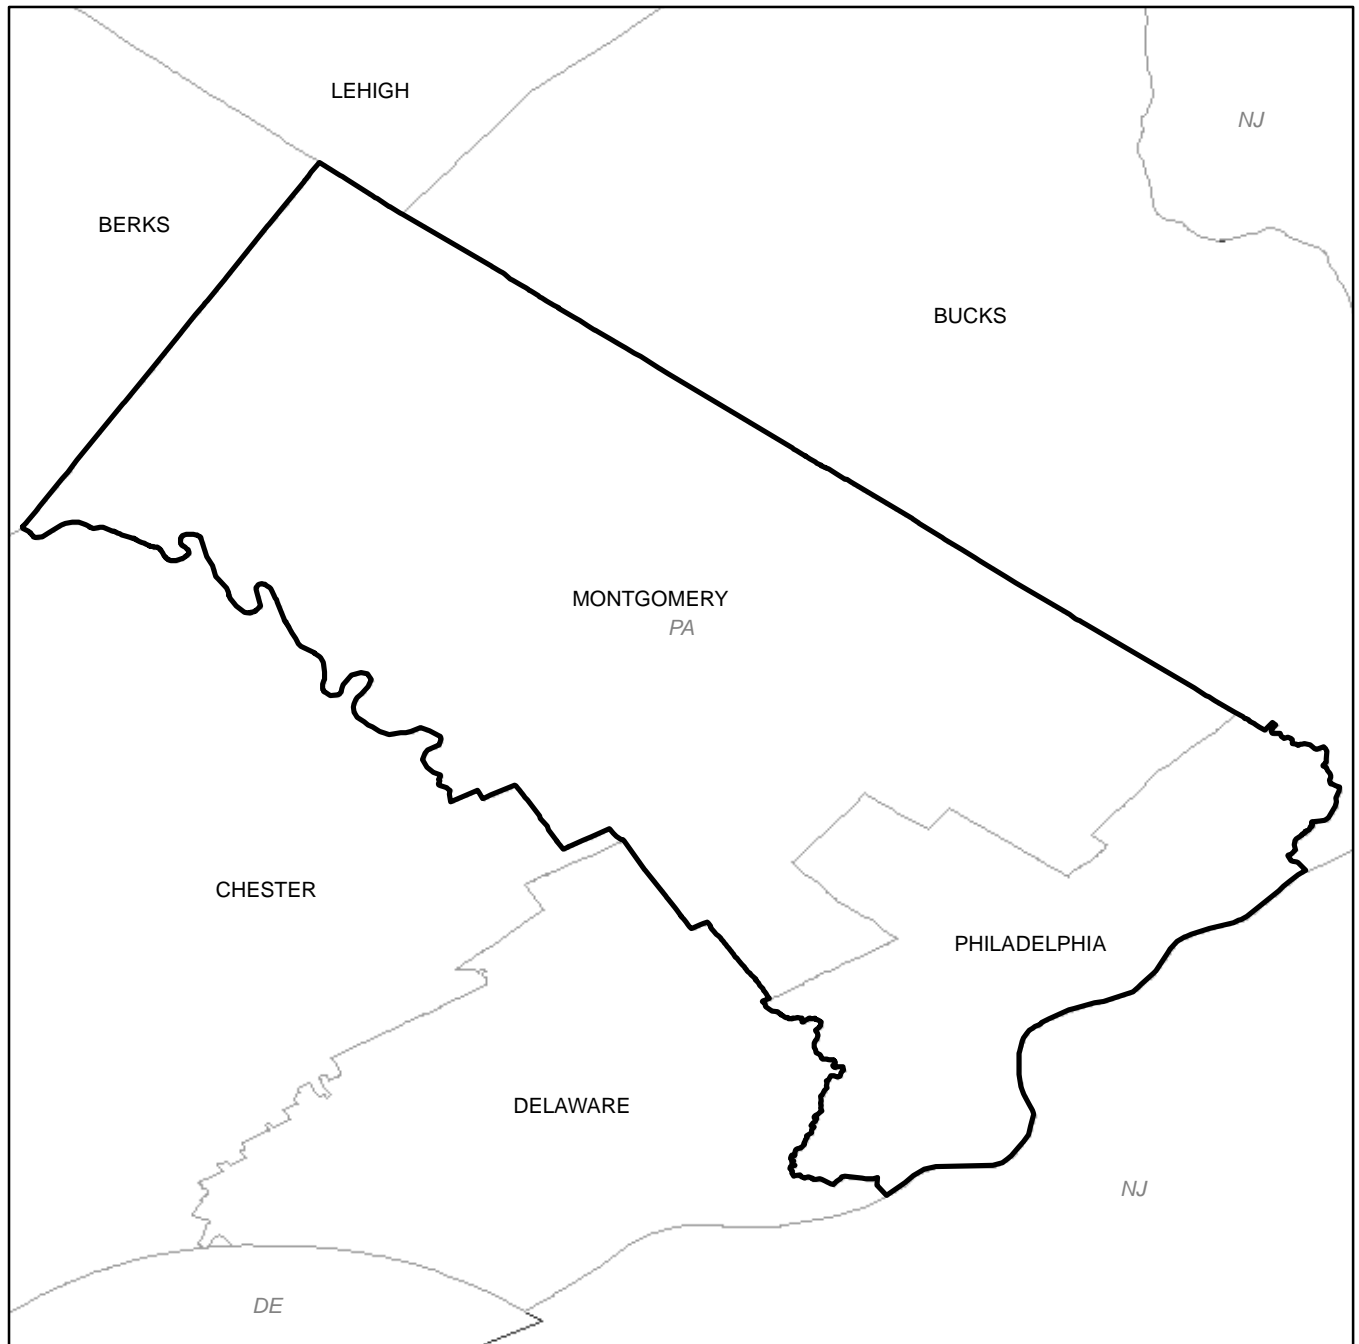 LEHIGH
NJ
BERKS
BUCKS
MONTGOMERY
PA
CHESTER
PHILADELPHIA
DELAWARE
NJ
DE